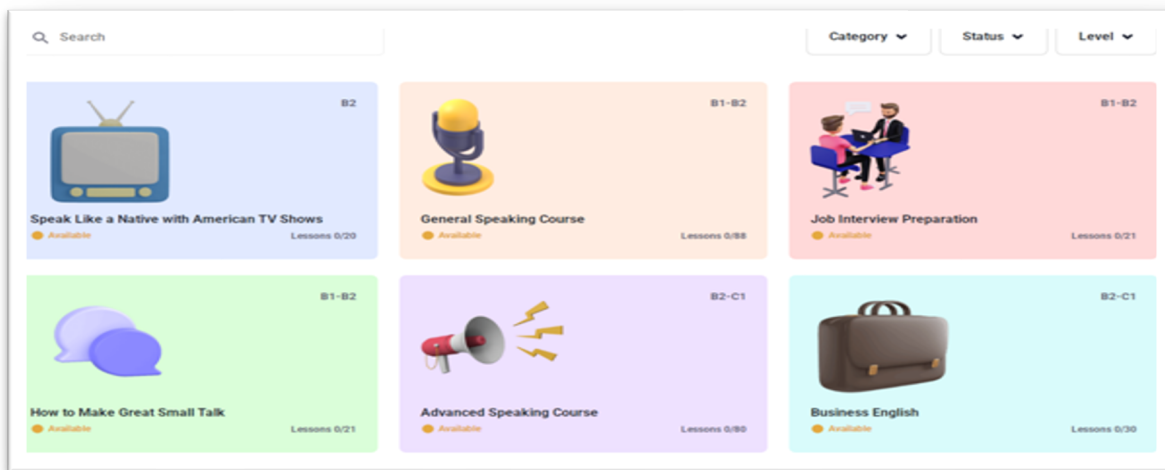 Search
Category Status Level
B2
Speak Like a Native with American TV Shows
Available Lessons 0/20
B1-B2
General Speaking Course
Available Lessons 0/88
B1-B2
Job Interview Preparation
Available Lessons 0/21
B1-B2
How to Make Great Small Talk
Available Lessons 0/21
B2-C1
Advanced Speaking Course
Available Lessons 0/80
B2-C1
Business English
Available Lessons 0/30